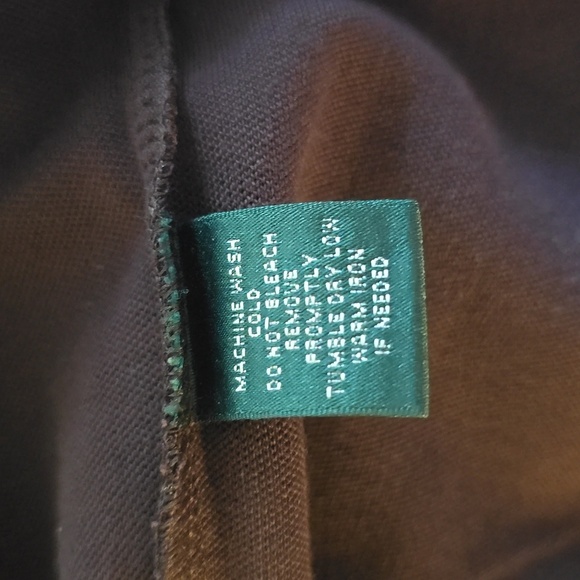 MACHINE WASH
COLD
DO NOT BLEACH
REMOVE
PROMPTLY
TUMBLE DRY LOW
WARM IRON
IF NEEDED